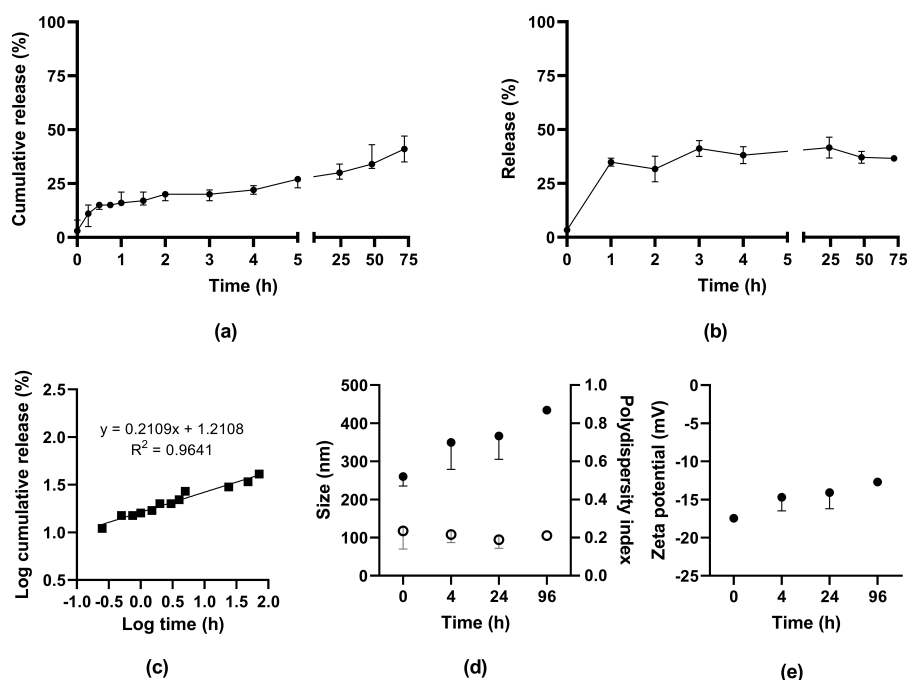 100
75
50
25
0
Cumulative release (%)
0 1 2 3 4 5 25 50 75
Time (h)
(a)
100
75
50
25
0
Release (%)
0 1 2 3 4 5 25 50 75
Time (h)
(b)
2.5
2.0
1.5
1.0
0.5
Log cumulative release (%)
y = 0.2109x + 1.2108
R² = 0.9641
-1.0 -0.5 0.0 0.5 1.0 1.5 2.0
Log time (h)
(c)
500
400
300
200
100
0
Size (nm)
1.0
0.8
0.6
0.4
0.2
0.0
Polydispersity index
0 4 24 96
Time (h)
(d)
0
-5
-10
-15
-20
-25
Zeta potential (mV)
0 4 24 96
Time (h)
(e)